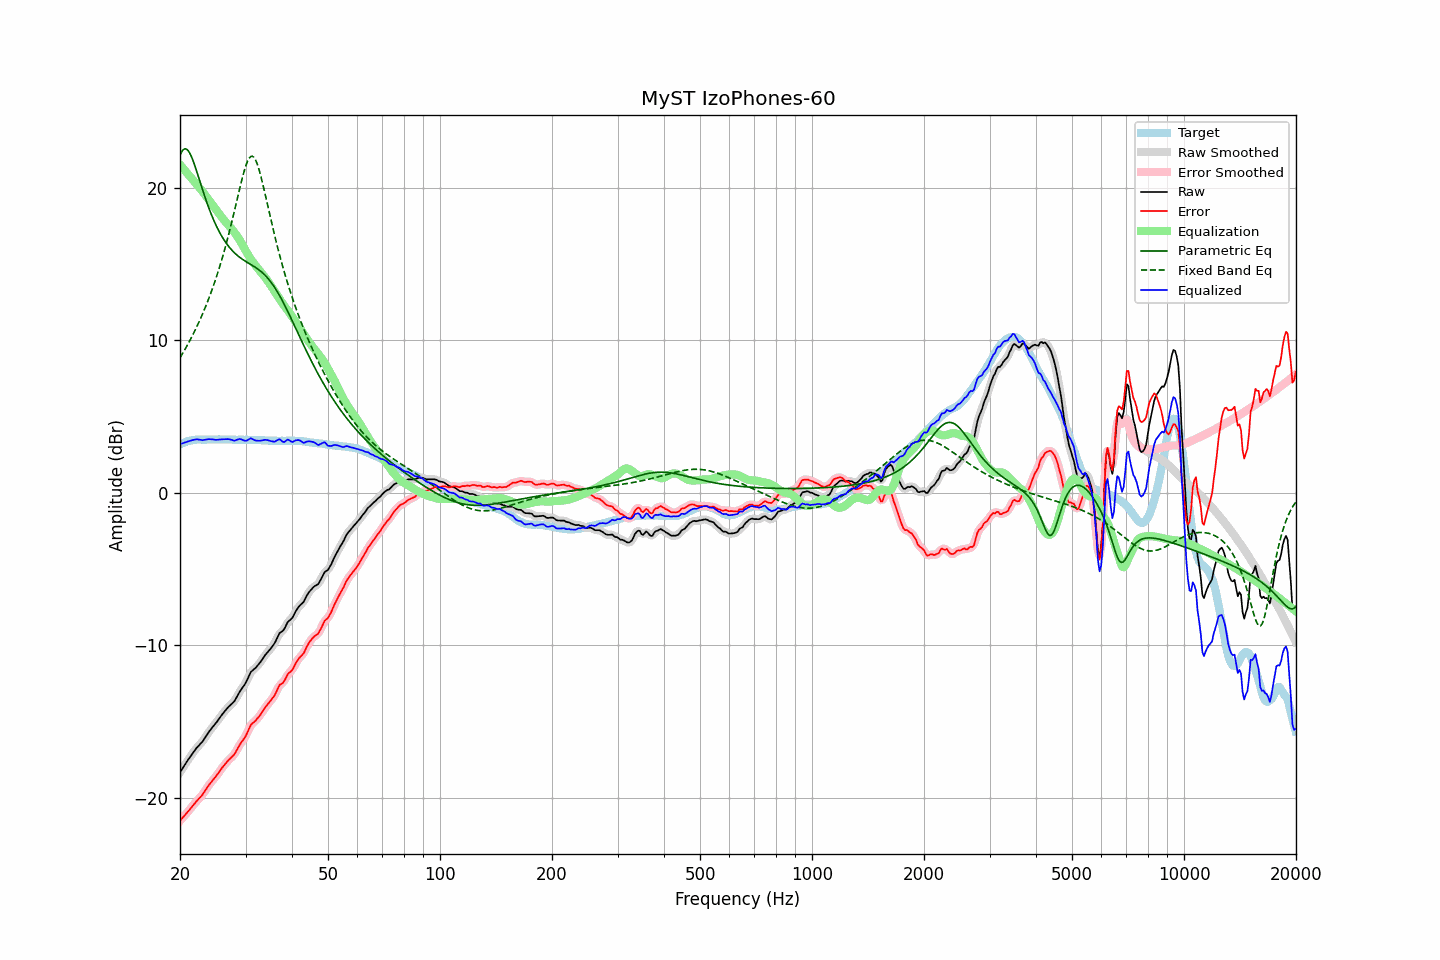 MyST IzoPhones-60
Amplitude (dBr)
20
10
0
−10
−20
20
50
100
200
500
1000
2000
5000
10000
20000
Frequency (Hz)
Target
Raw Smoothed
Error Smoothed
Raw
Error
Equalization
Parametric Eq
Fixed Band Eq
Equalized